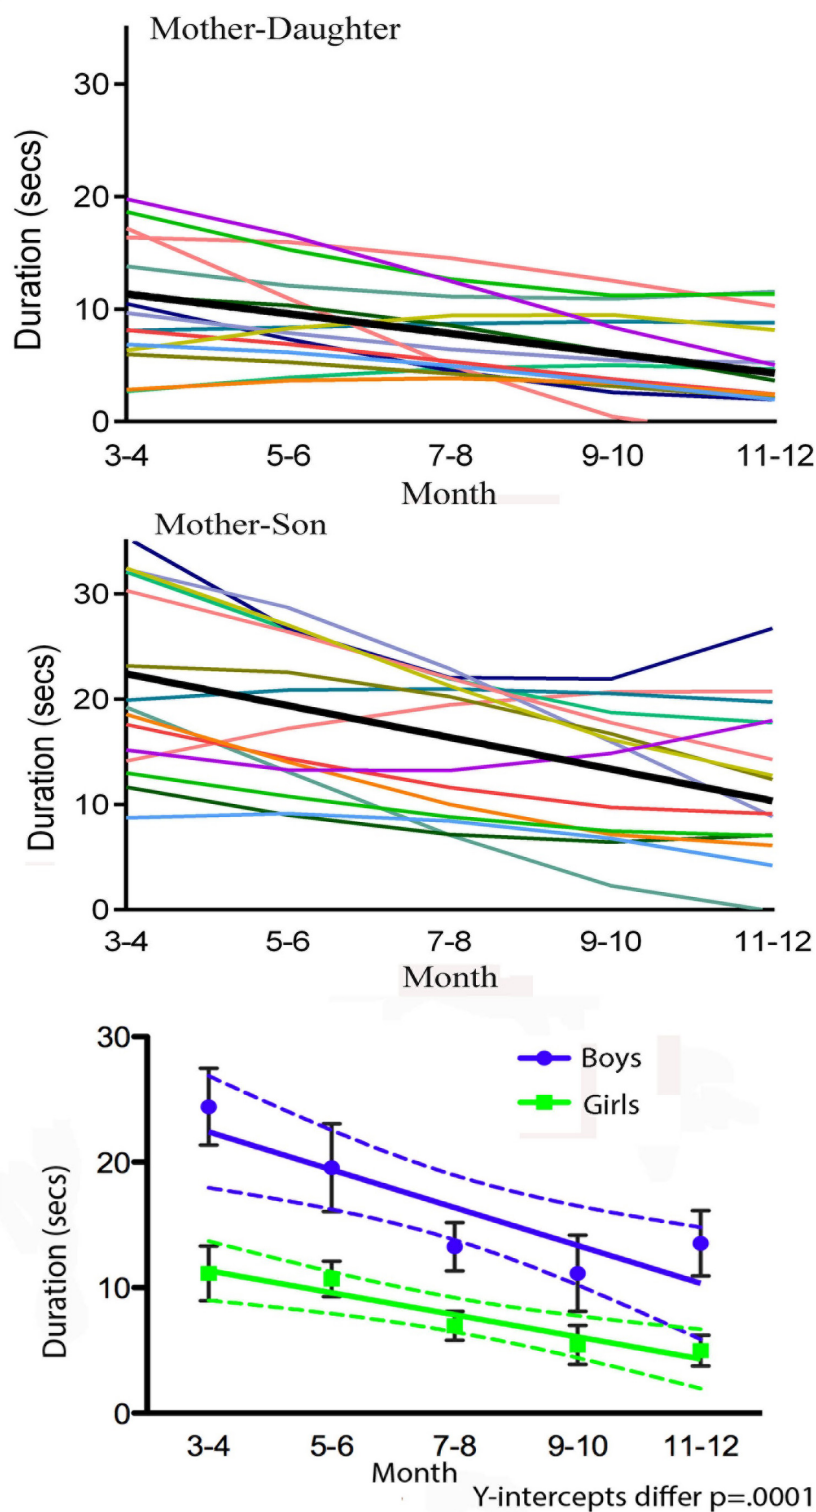 Mother-Daughter
30
20
10
0
Duration (secs)
3-4 5-6 7-8 9-10 11-12
Month
Mother-Son
30
20
10
0
Duration (secs)
3-4 5-6 7-8 9-10 11-12
Month
30
20
10
0
Duration (secs)
Boys
Girls
3-4 5-6 7-8 9-10 11-12
Month
Y-intercepts differ p=.0001